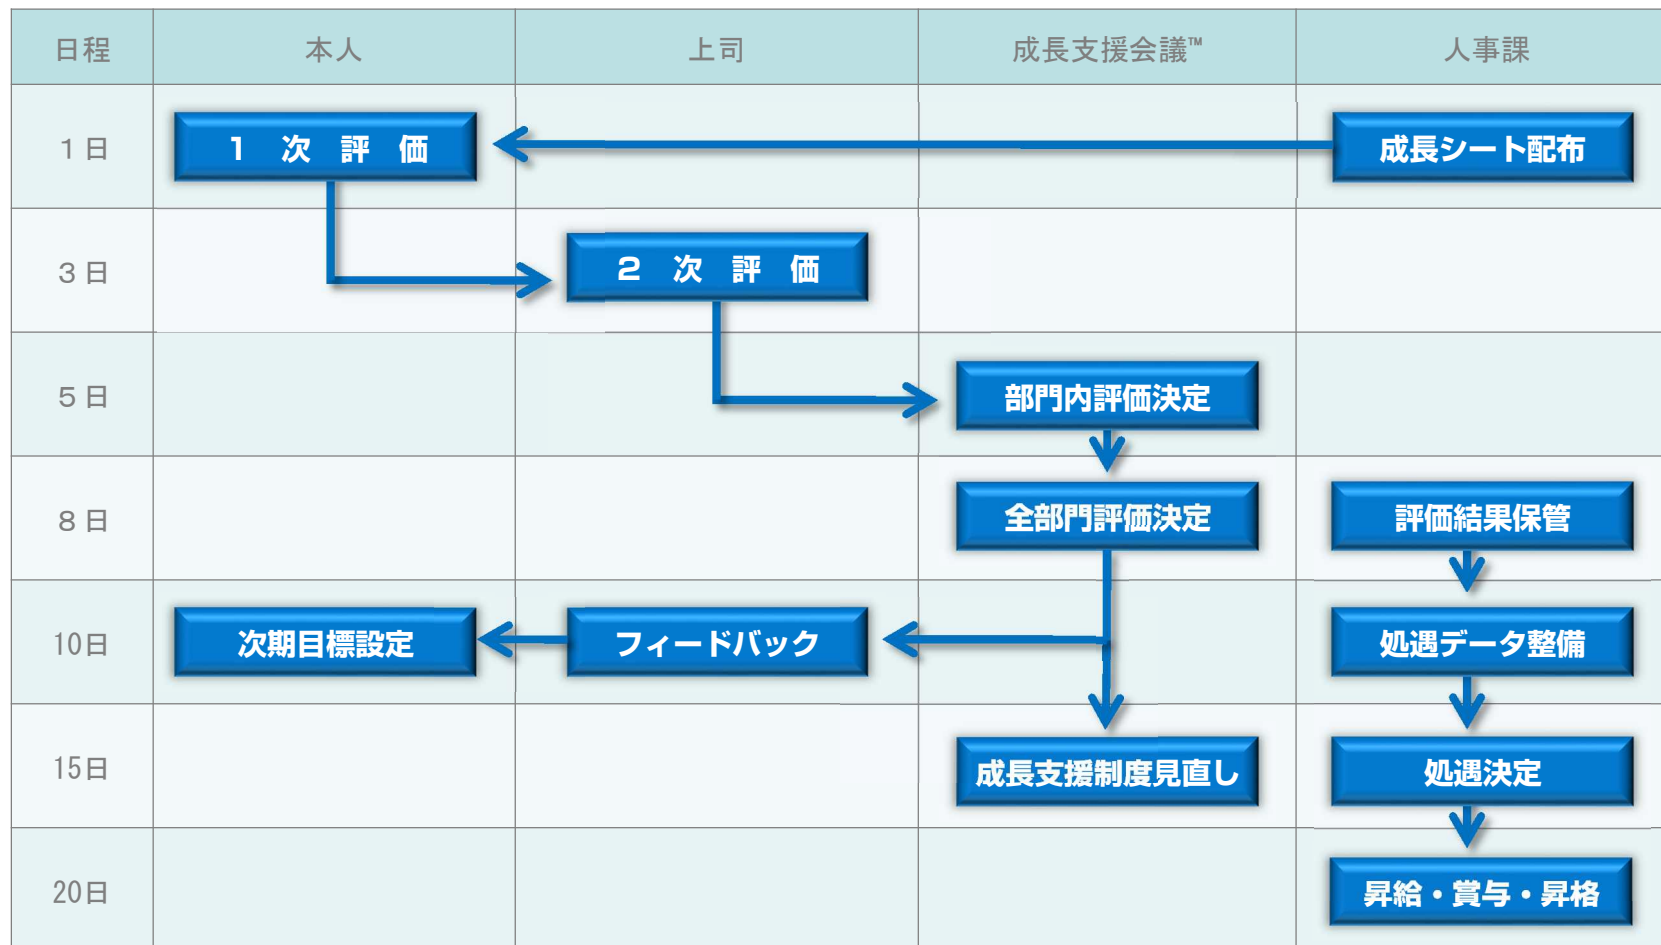 日程 本人 上司 成長支援会議™ 人事課
1日 1次評価 成長シート配布
3日 2次評価
5日 部門内評価決定
8日 全部門評価決定 評価結果保管
10日 次期目標設定 フィードバック 処遇データ整備
15日 成長支援制度見直し 処遇決定
20日 昇給・賞与・昇格